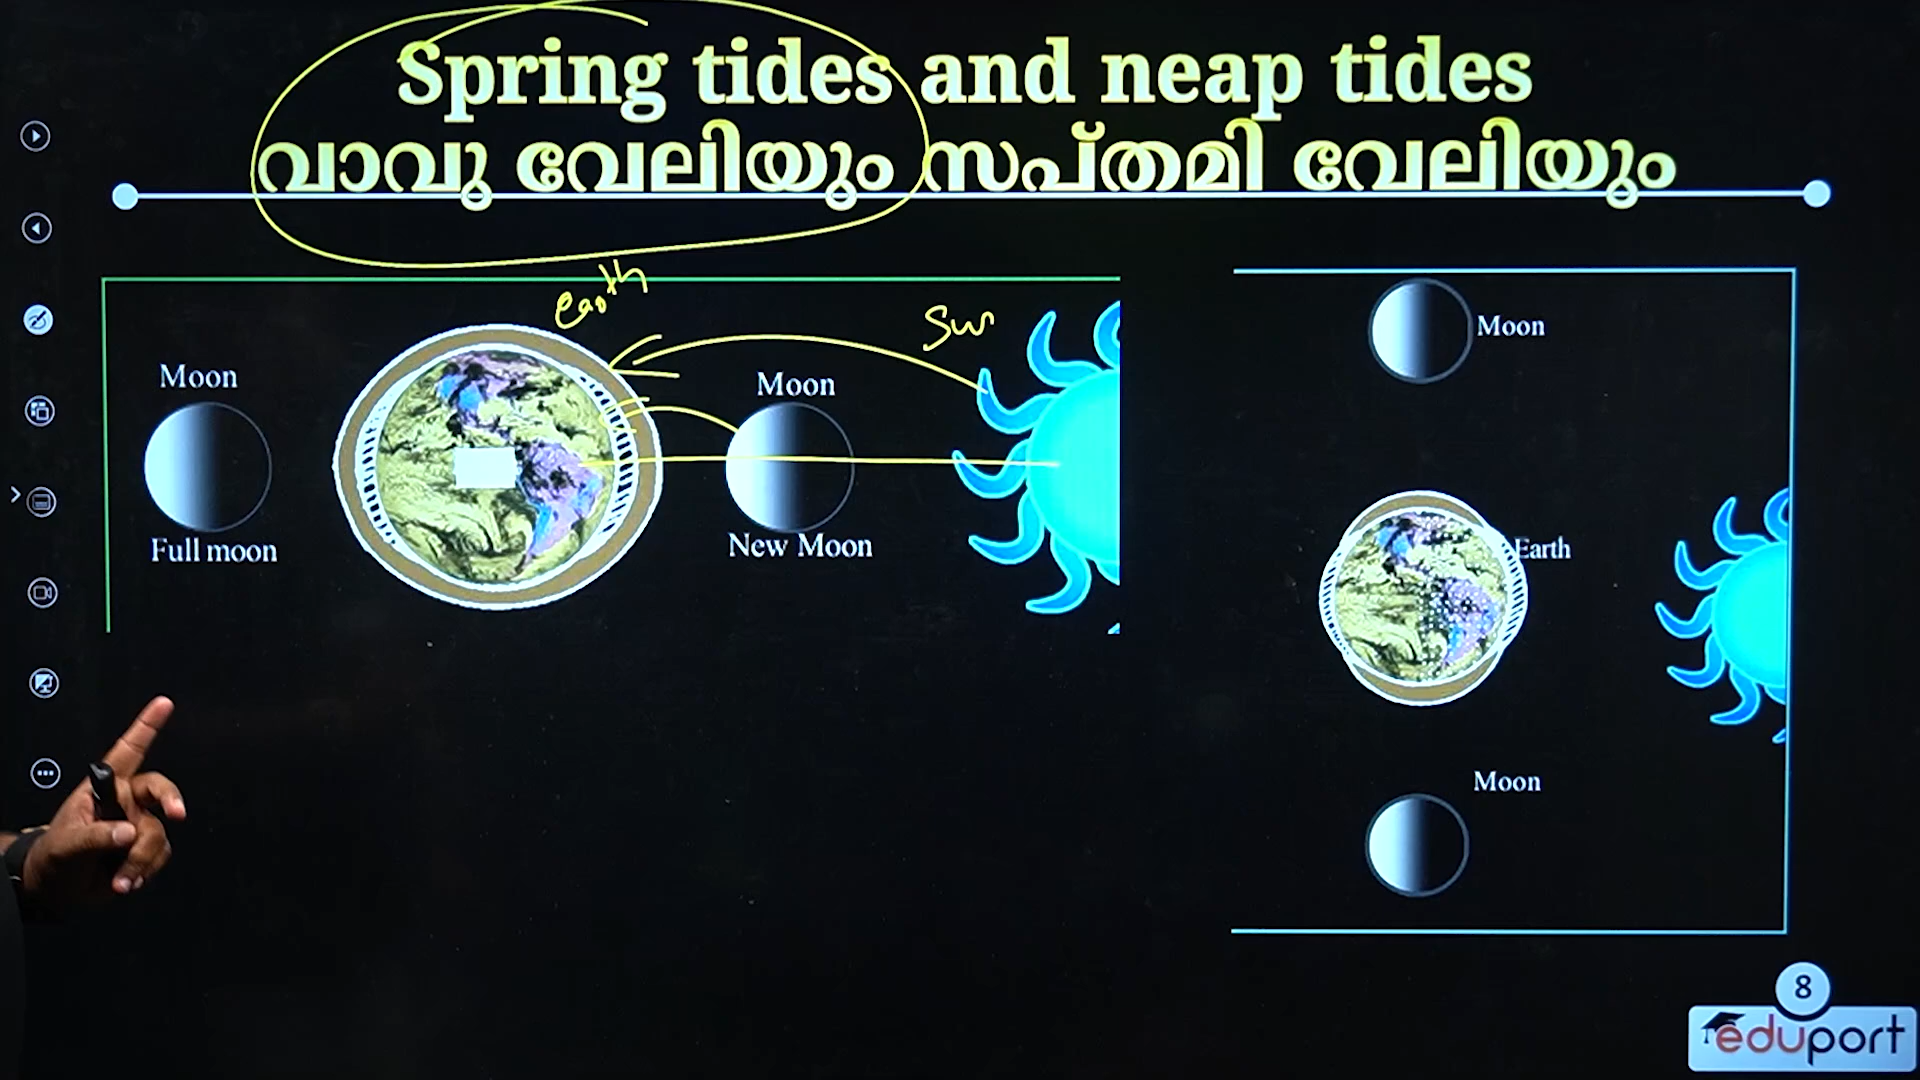 Spring tides and neap tides
വാവു വേലിയും സപ്തമി വേലിയും
earth
Sun
Moon
Moon
Full moon
New Moon
Moon
Earth
Moon
8
eduport